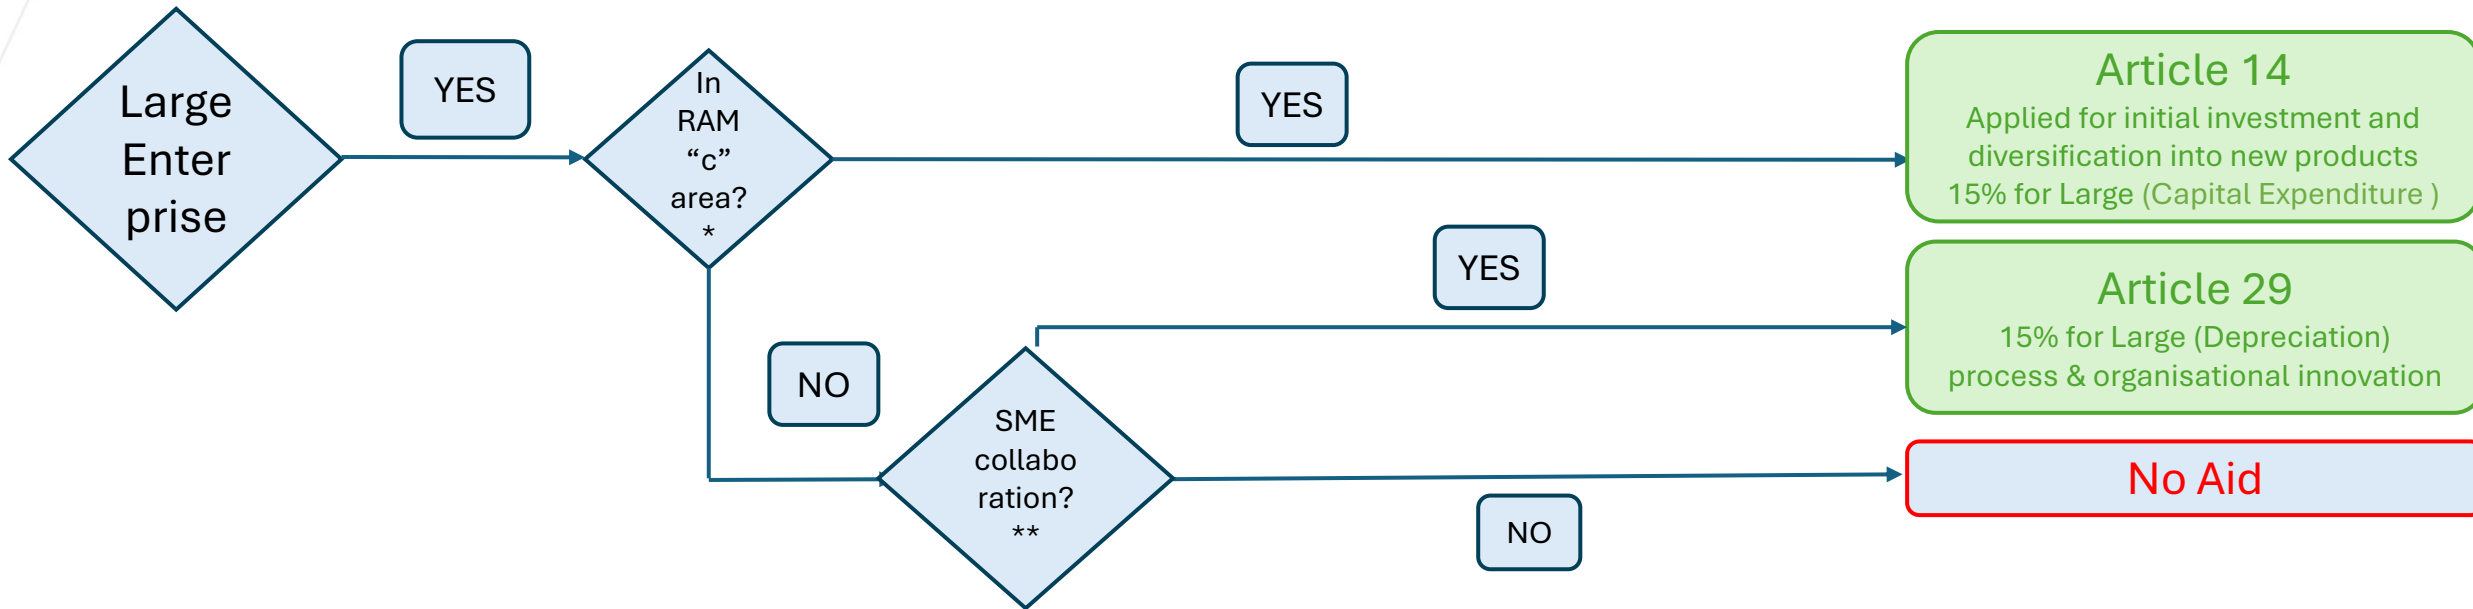 Large
Enter
prise
YES
In
RAM
“c”
area?
*
YES
Article 14
Applied for initial investment and
diversification into new products
15% for Large (Capital Expenditure )
NO
SME
collabo
ration?
**
YES
Article 29
15% for Large (Depreciation)
process & organisational innovation
NO
No Aid